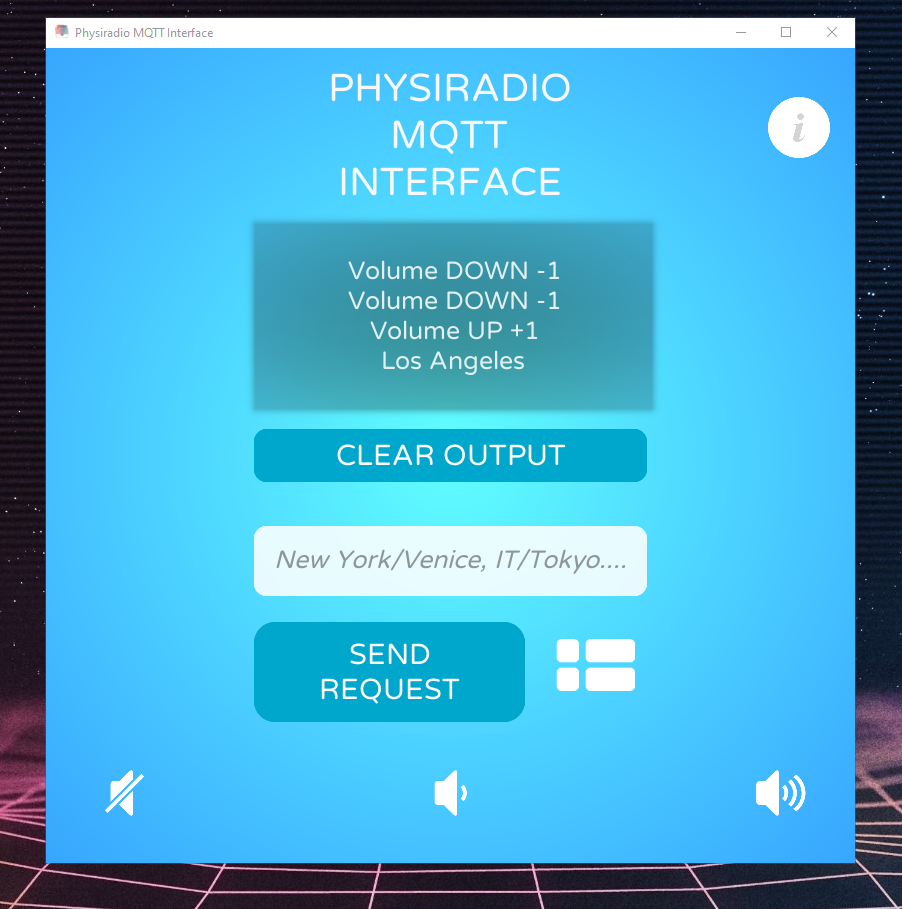 Physiradio MQTT Interface
PHYSIRADIO
MQTT
INTERFACE
i
Volume DOWN -1
Volume DOWN -1
Volume UP +1
Los Angeles
CLEAR OUTPUT
New York/Venice, IT/Tokyo....
SEND
REQUEST